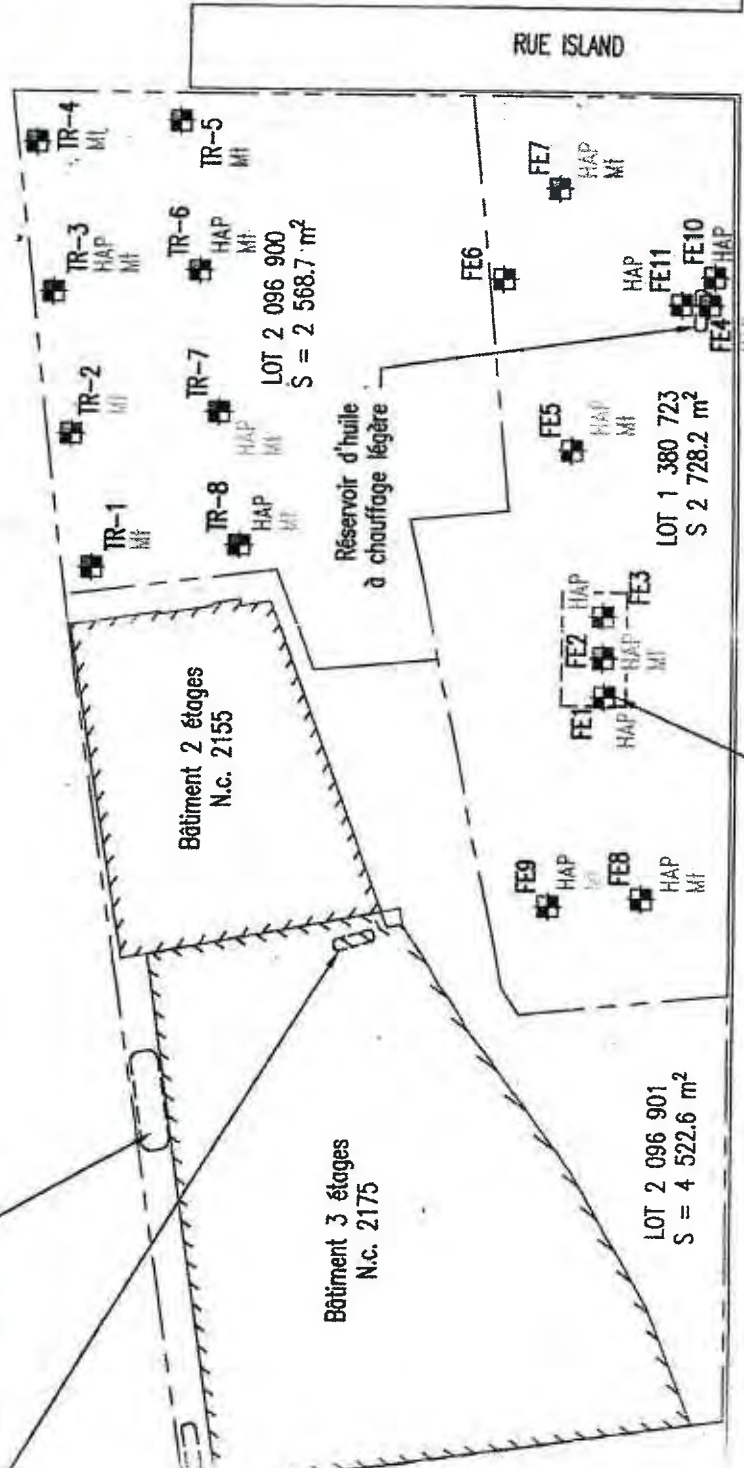 RUE ISLAND
TR-4
Mt
TR-5
Mt
TR-3
HAP
Mt
TR-6
HAP
Mt
TR-2
Mt
TR-7
HAP
Mt
TR-1
Mt
TR-8
HAP
Mt
LOT 2 096 900
S = 2 568.7 m²
FE7
HAP
Mt
FE6
HAP
FE11
FE10
HAP
FE4
Réservoir d'huile
à chauffage légère
FE5
HAP
Mt
LOT 1 380 723
S 2 728.2 m²
HAP
FE3
FE2
HAP
Mt
FE1
HAP
Bâtiment 2 étages
N.c. 2155
FE9
HAP
Mt
FE8
HAP
Mt
Bâtiment 3 étages
N.c. 2175
LOT 2 096 901
S = 4 522.6 m²